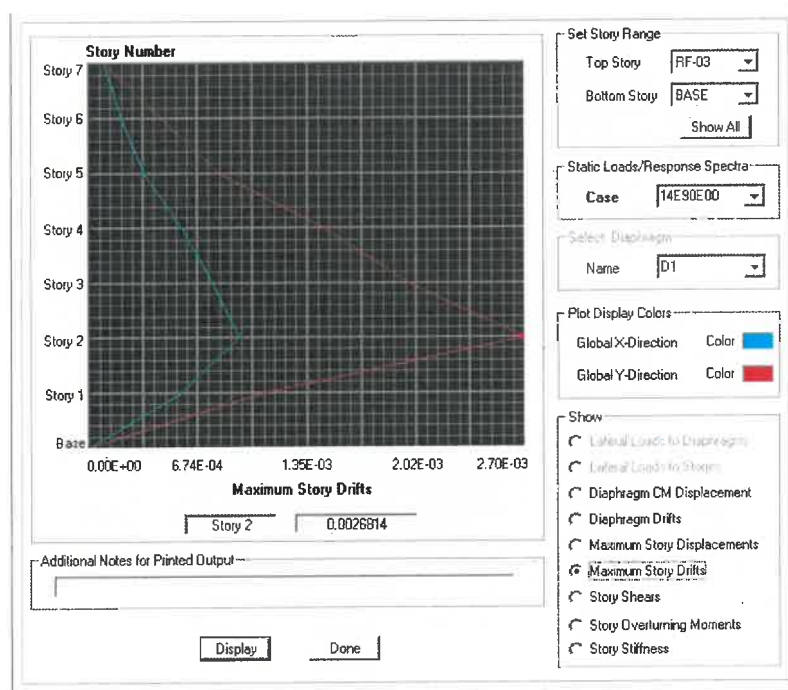 Story Number
Story 7
Story 6
Story 5
Story 4
Story 3
Story 2
Story 1
Base
0.00E+00 6.74E-04 1.35E-03 2.02E-03 2.70E-03
Maximum Story Drifts
Story 2 0.0026814
Additional Notes for Printed Output
Display Done
Set Story Range
Top Story RF-03
Bottom Story BASE
Show All
Static Loads/Response Spectra
Case 14E90E00
Select Diaphragm
Name D1
Plot Display Colors
Global X-Direction Color
Global Y-Direction Color
Show
Lateral Loads to Diaphragms
Lateral Loads to Stories
Diaphragm CM Displacement
Diaphragm Drifts
Maximum Story Displacements
Maximum Story Drifts
Story Shears
Story Overturning Moments
Story Stiffness